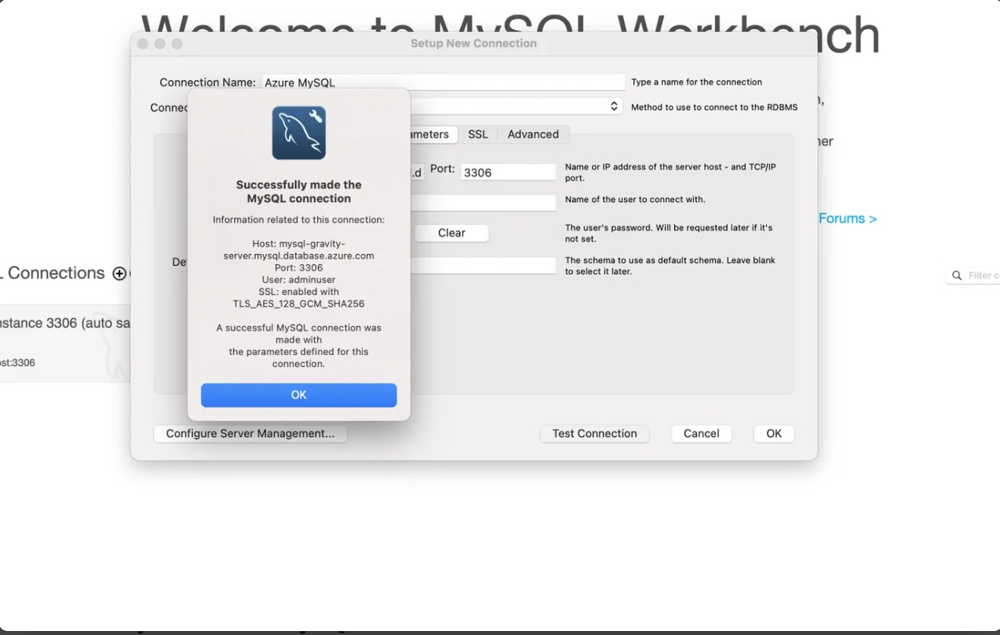 Welcome to MySQL Workbench
Setup New Connection
Connection Name: Azure MySQL Type a name for the connection
Method to use to connect to the RDBMS
SSL Advanced
.d Port: 3306 Name or IP address of the server host - and TCP/IP
port.
Name of the user to connect with.
Clear The user's password. Will be requested later if it's
not set.
The schema to use as default schema. Leave blank
to select it later.
Successfully made the
MySQL connection
Information related to this connection:
Host: mysql-gravity-
server.mysql.database.azure.com
Port: 3306
User: adminuser
SSL: enabled with
TLS_AES_128_GCM_SHA256
A successful MySQL connection was
made with
the parameters defined for this
connection.
OK
Configure Server Management... Test Connection Cancel OK
Forums >
L Connections
Filter c
nstance 3306 (auto sa
ost:3306